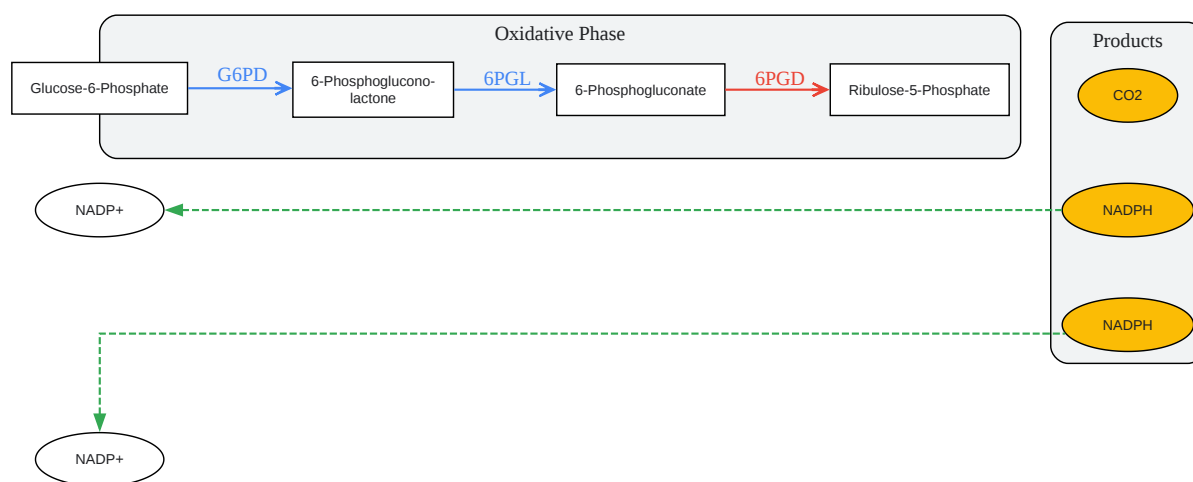 Oxidative Phase
Products
Glucose-6-Phosphate
G6PD
6-Phosphoglucono-
lactone
6PGL
6-Phosphogluconate
6PGD
Ribulose-5-Phosphate
CO2
NADP+
NADPH
NADPH
NADP+